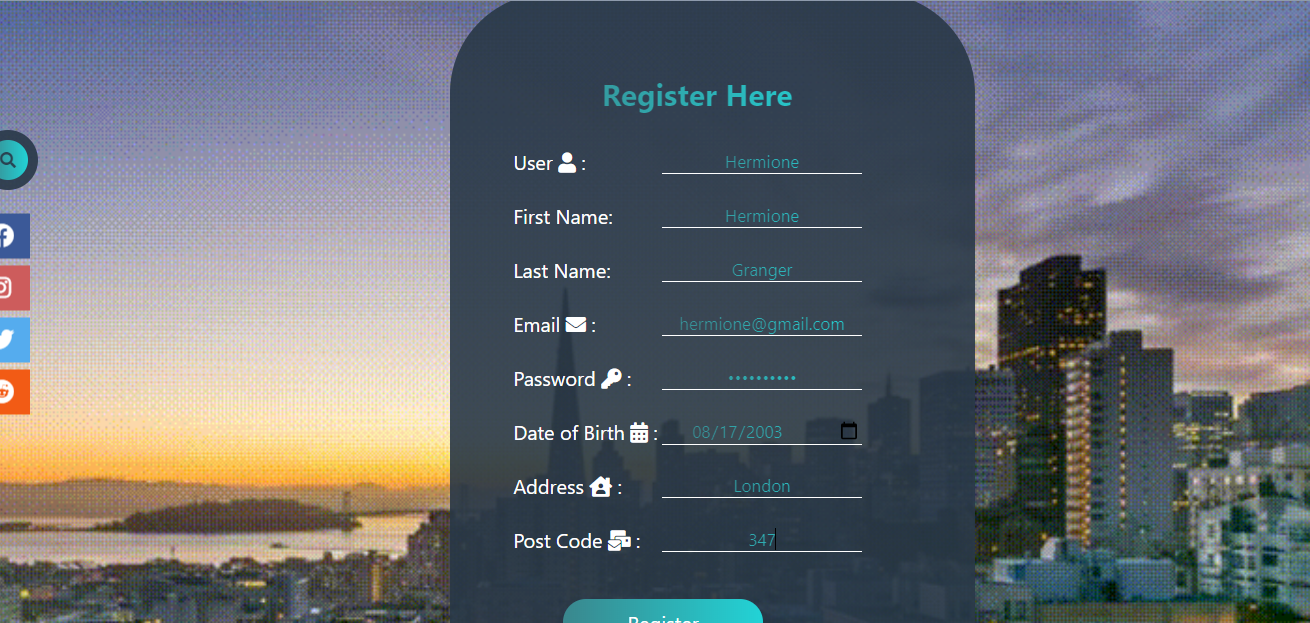 Register Here
User : Hermione
First Name: Hermione
Last Name: Granger
Email : hermione@gmail.com
Password : ••••••••••
Date of Birth : 08/17/2003
Address : London
Post Code : 347
Register